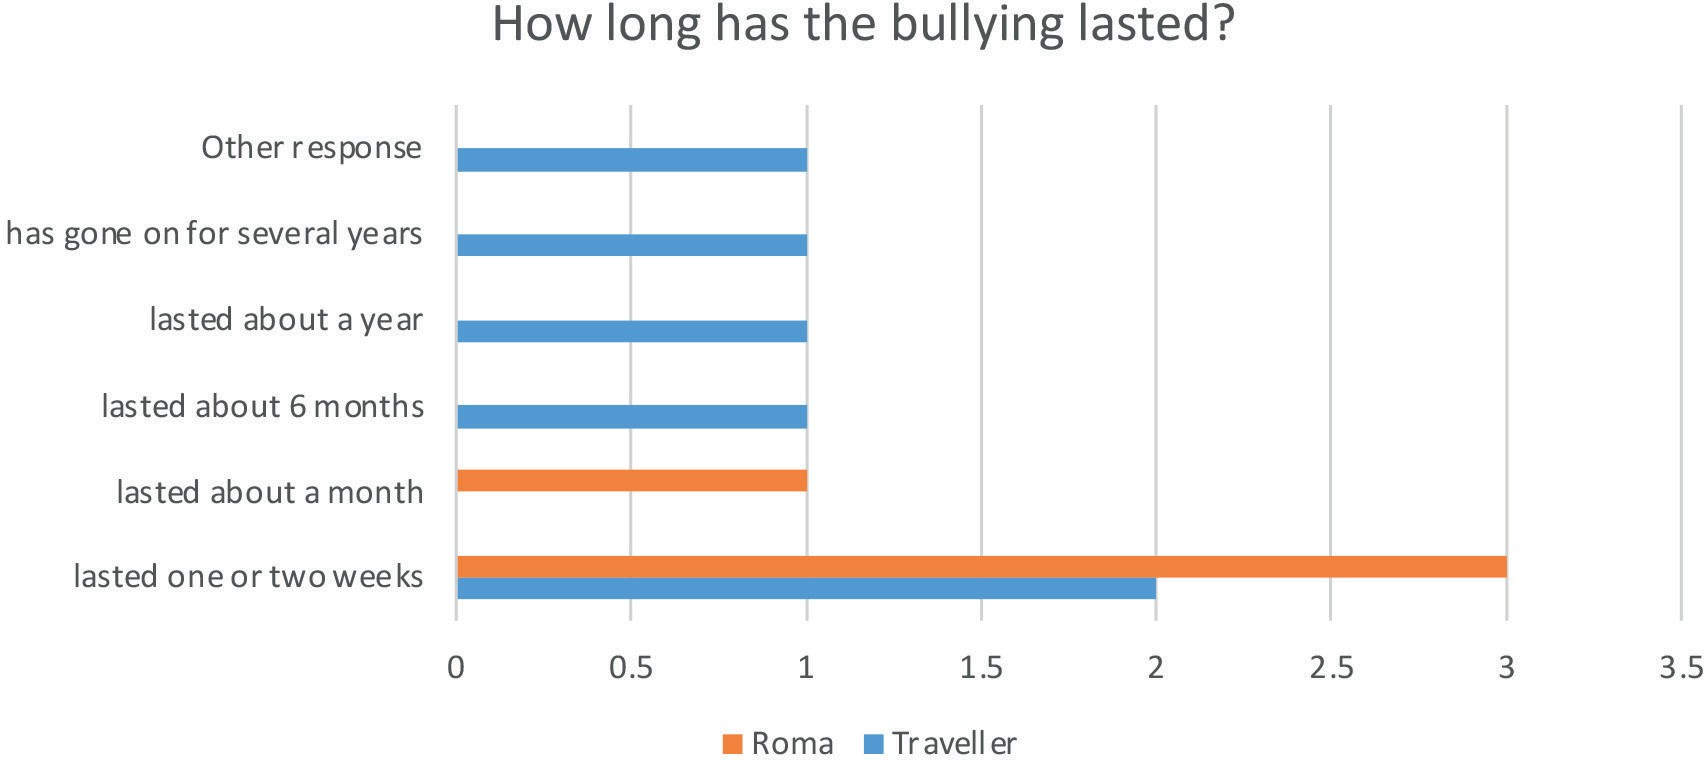 How long has the bullying lasted?
Other response
has gone on for several years
lasted about a year
lasted about 6 months
lasted about a month
lasted one or two weeks
0 0.5 1 1.5 2 2.5 3 3.5
Roma Traveller